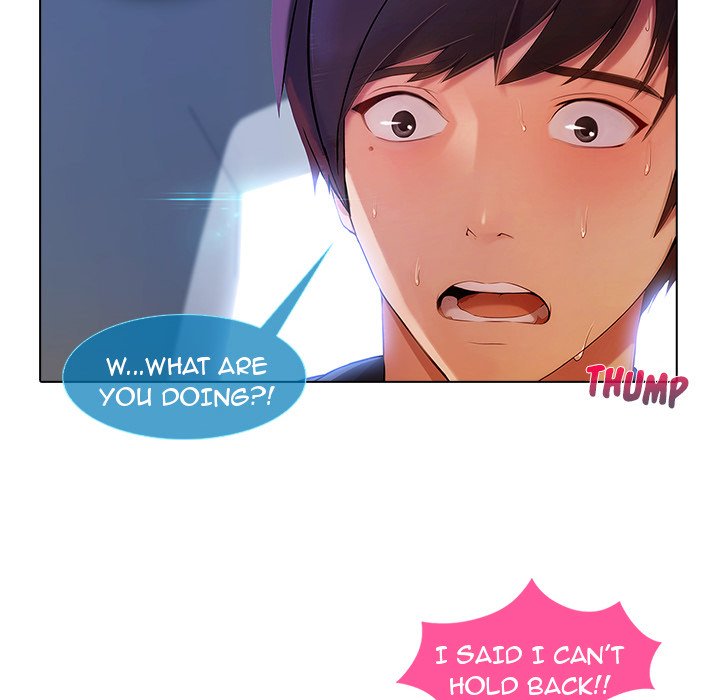 W...WHAT ARE
YOU DOING?!
THUMP
I SAID I CAN'T
HOLD BACK!!